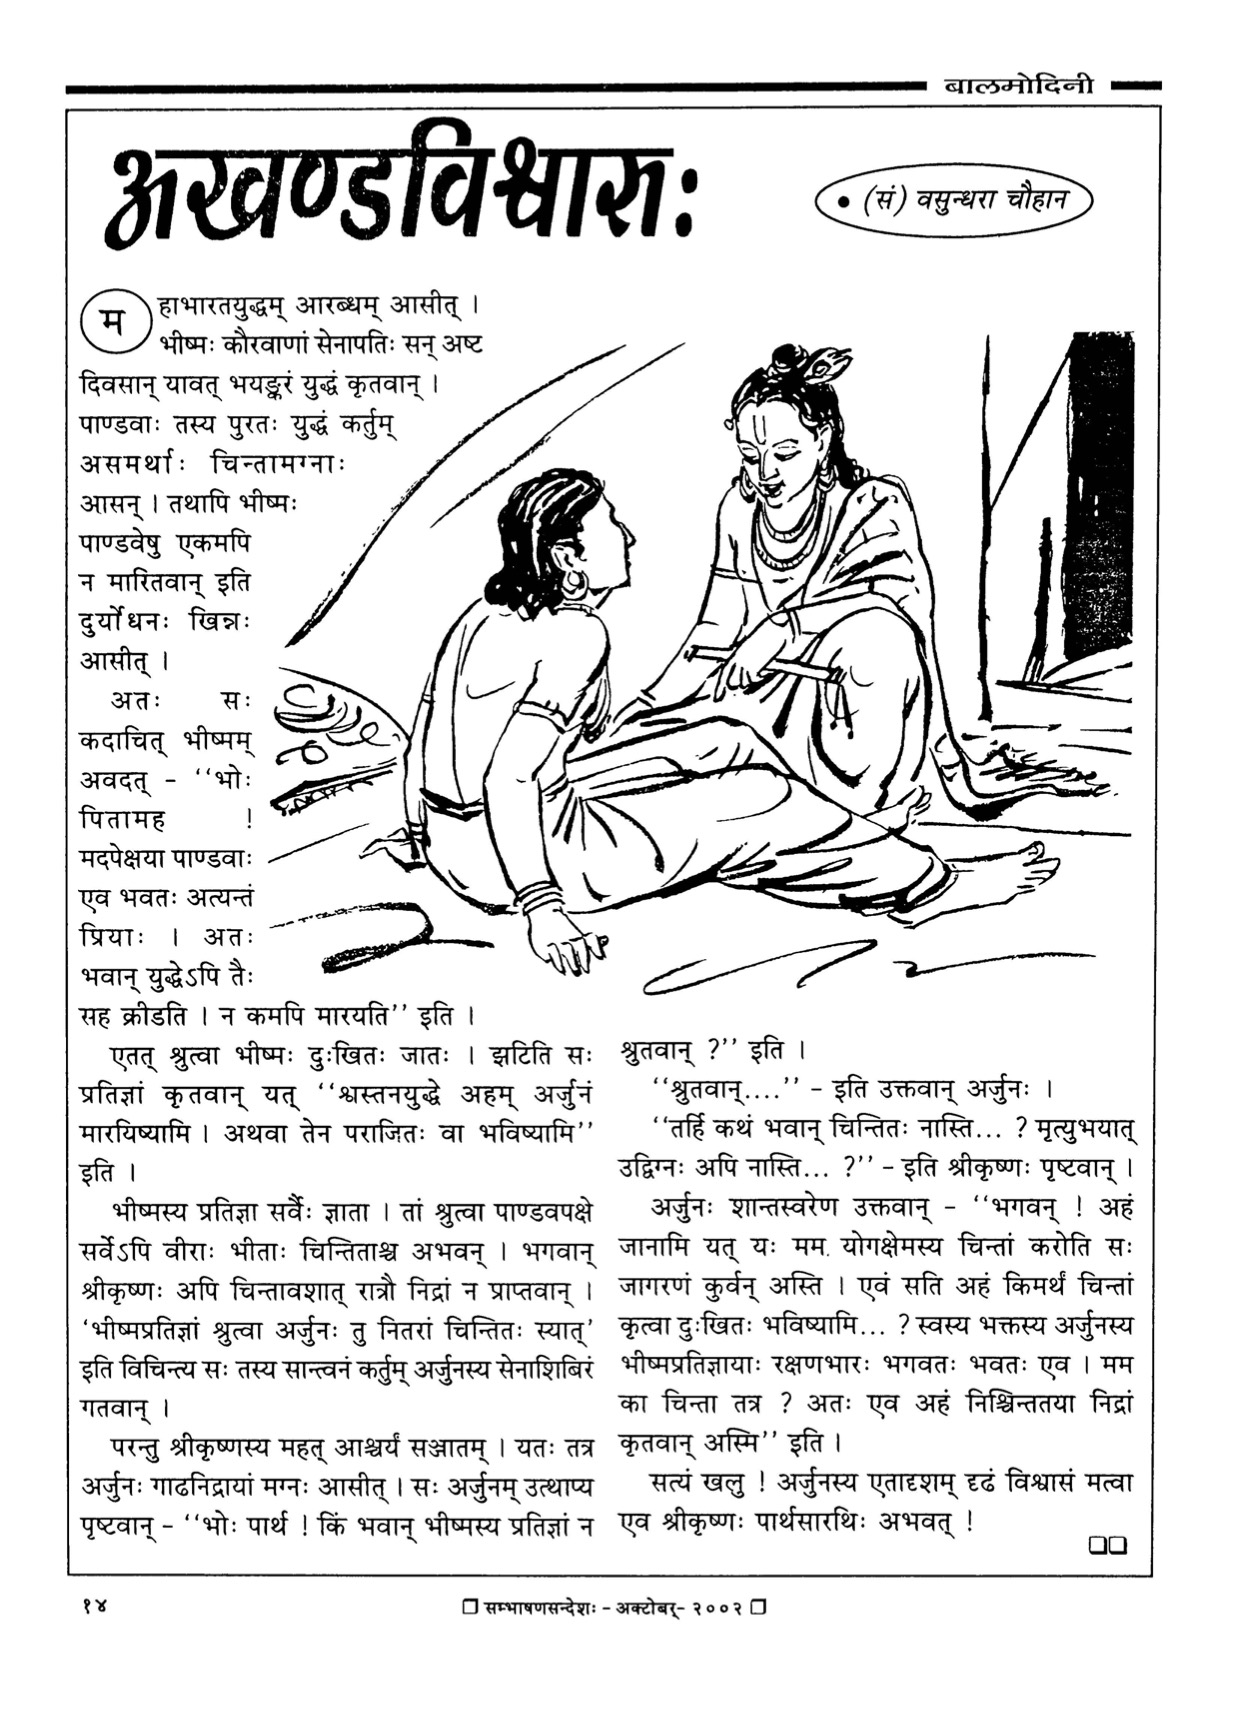 बालमोदिनी
अखण्डविश्वासः
• (सं) वसुन्धरा चौहान
महाभारतयुद्धम् आरब्धम् आसीत् ।
भीष्मः कौरवाणां सेनापतिः सन् अष्ट
दिवसान् यावत् भयङ्करं युद्धं कृतवान् ।
पाण्डवाः तस्य पुरतः युद्धं कर्तुम्
असमर्थाः चिन्तामग्नाः
आसन् । तथापि भीष्मः
पाण्डवेषु एकमपि
न मारितवान् इति
दुर्योधनः खिन्नः
आसीत् ।
अतः सः
कदाचित् भीष्मम्
अवदत् - ‘‘भोः
पितामह !
मदपेक्षया पाण्डवाः
एव भवतः अत्यन्तं
प्रियाः । अतः
भवान् युद्धेऽपि तैः
सह क्रीडति । न कमपि मारयति’’ इति ।
एतत् श्रुत्वा भीष्मः दुःखितः जातः । झटिति सः
प्रतिज्ञां कृतवान् यत् ‘‘श्वस्तनयुद्धे अहम् अर्जुनं
मारयिष्यामि । अथवा तेन पराजितः वा भविष्यामि’’
इति ।
भीष्मस्य प्रतिज्ञा सर्वैः ज्ञाता । तां श्रुत्वा पाण्डवपक्षे
सर्वेऽपि वीराः भीताः चिन्तिताश्च अभवन् । भगवान्
श्रीकृष्णः अपि चिन्तावशात् रात्रौ निद्रां न प्राप्तवान् ।
‘भीष्मप्रतिज्ञां श्रुत्वा अर्जुनः तु नितरां चिन्तितः स्यात्’
इति विचिन्त्य सः तस्य सान्त्वनं कर्तुम् अर्जुनस्य सेनाशिबिरं
गतवान् ।
परन्तु श्रीकृष्णस्य महत् आश्चर्यं सञ्जातम् । यतः तत्र
अर्जुनः गाढनिद्रायां मग्नः आसीत् । सः अर्जुनम् उत्थाप्य
पृष्टवान् - ‘‘भोः पार्थ ! किं भवान् भीष्मस्य प्रतिज्ञां न
श्रुतवान् ?’’ इति ।
‘‘श्रुतवान्....’’ - इति उक्तवान् अर्जुनः ।
‘‘तर्हि कथं भवान् चिन्तितः नास्ति... ? मृत्युभयात्
उद्विग्नः अपि नास्ति... ?’’ - इति श्रीकृष्णः पृष्टवान् ।
अर्जुनः शान्तस्वरेण उक्तवान् - ‘‘भगवन् ! अहं
जानामि यत् यः मम योगक्षेमस्य चिन्तां करोति सः
जागरणं कुर्वन् अस्ति । एवं सति अहं किमर्थं चिन्तां
कृत्वा दुःखितः भविष्यामि... ? स्वस्य भक्तस्य अर्जुनस्य
भीष्मप्रतिज्ञायाः रक्षणभारः भगवतः भवतः एव । मम
का चिन्ता तत्र ? अतः एव अहं निश्चिन्ततया निद्रां
कृतवान् अस्मि’’ इति ।
सत्यं खलु ! अर्जुनस्य एतादृशम् दृढं विश्वासं मत्वा
एव श्रीकृष्णः पार्थसारथिः अभवत् !
१४
❐ सम्भाषणसन्देशः - अक्टोबर्- २००२ ❐